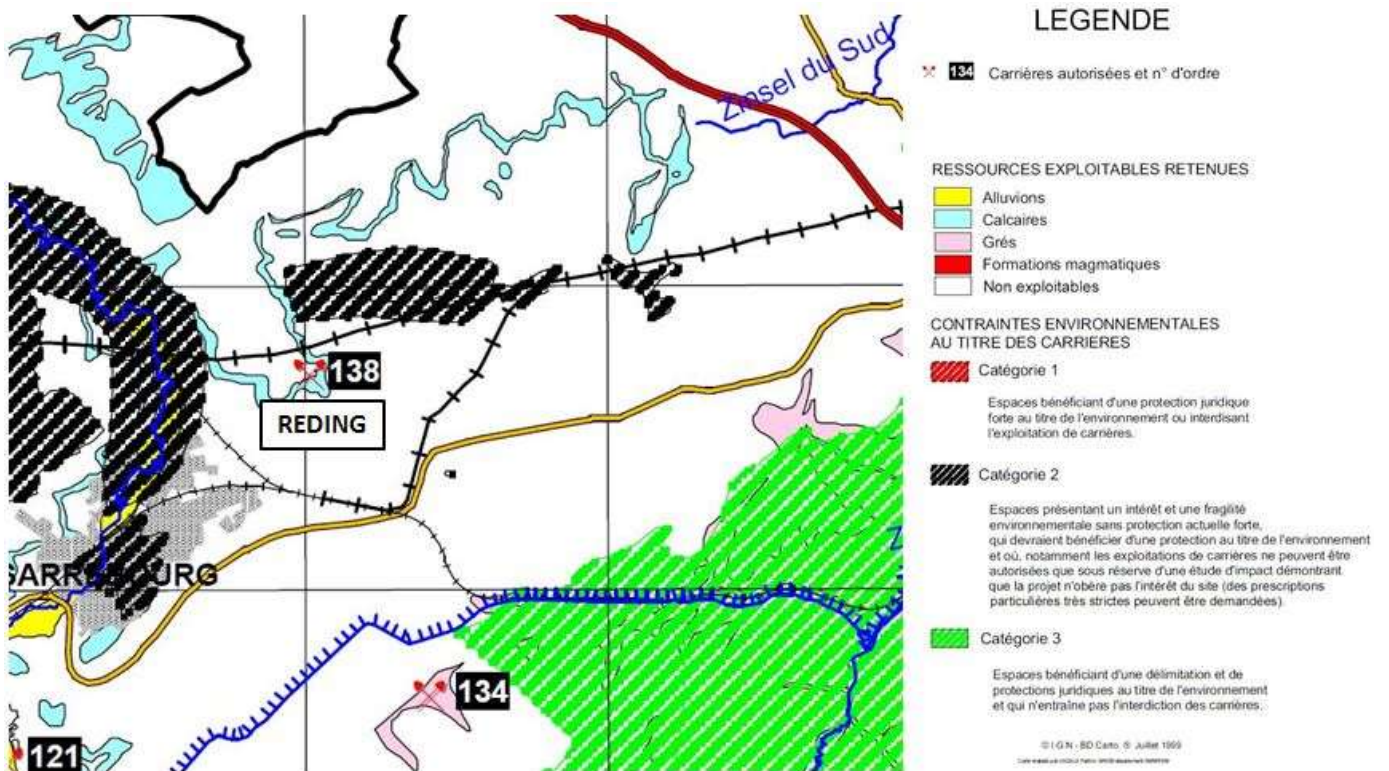 Zinsel du Sud
138
REDING
134
121
LEGENDE
134 Carrières autorisées et n° d'ordre
RESSOURCES EXPLOITABLES RETENUES
Alluvions
Calcaires
Grés
Formations magmatiques
Non exploitables
CONTRAINTES ENVIRONNEMENTALES
AU TITRE DES CARRIERES
Catégorie 1
Espaces bénéficiant d'une protection juridique
forte au titre de l'environnement ou interdisant
l'exploitation de carrières.
Catégorie 2
Espaces présentant un intérêt et une fragilité
environnementale sans protection actuelle forte,
qui devraient bénéficier d'une protection au titre de l'environnement
et où, notamment les exploitations de carrières ne peuvent être
autorisées que sous réserve d'une étude d'impact démontrant
que la projet n'obère pas l'intérêt du site (des prescriptions
particulières très strictes peuvent être demandées).
Catégorie 3
Espaces bénéficiant d'une délimitation et de
protections juridiques au titre de l'environnement
et qui n'entraîne pas l'interdiction des carrières.
© I G N - BD Carto, ® Juillet 1999